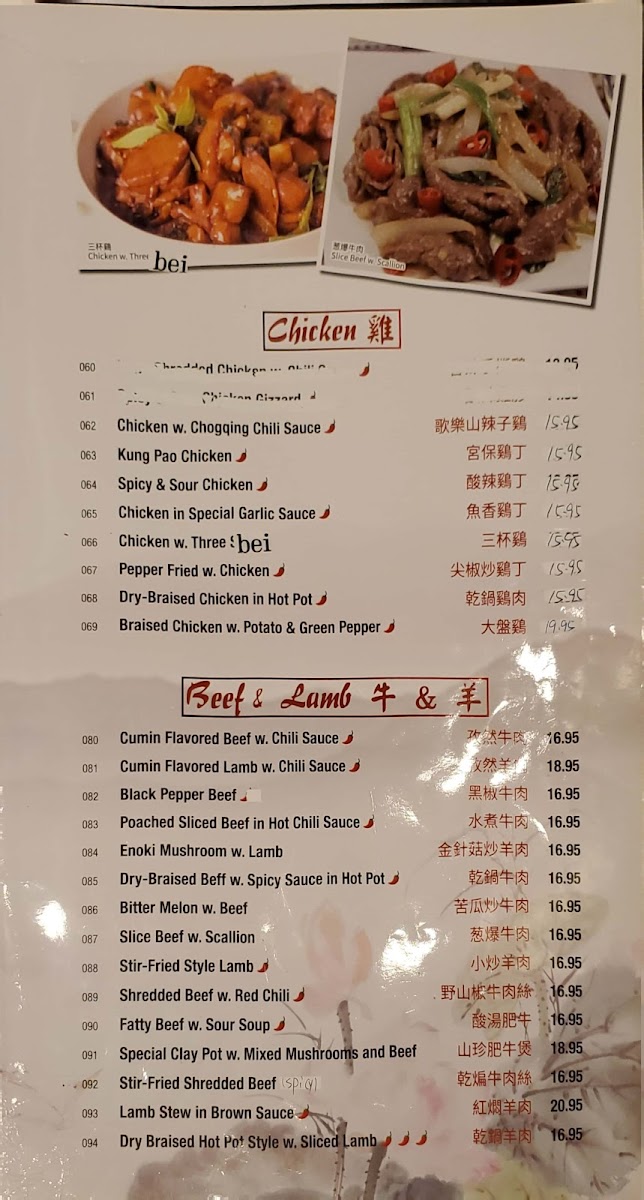 三杯鷄
Chicken w. Three bei
葱爆牛肉
Slice Beef w. Scallion
Chicken 雞
060 Shredded Chicken w.
061 Chicken Gizzard
062 Chicken w. Chogqing Chili Sauce 歌樂山辣子鷄 15.95
063 Kung Pao Chicken 宮保鷄丁 15.95
064 Spicy & Sour Chicken 酸辣鷄丁 15.95
065 Chicken in Special Garlic Sauce 魚香鷄丁 15.95
066 Chicken w. Three bei 三杯鷄 15.95
067 Pepper Fried w. Chicken 尖椒炒鷄丁 15.95
068 Dry-Braised Chicken in Hot Pot 乾鍋鷄肉 15.95
069 Braised Chicken w. Potato & Green Pepper 大盤鷄 19.95
Beef & Lamb 牛 & 羊
080 Cumin Flavored Beef w. Chili Sauce 孜然牛肉 16.95
081 Cumin Flavored Lamb w. Chili Sauce 孜然羊 18.95
082 Black Pepper Beef 黑椒牛肉 16.95
083 Poached Sliced Beef in Hot Chili Sauce 水煮牛肉 16.95
084 Enoki Mushroom w. Lamb 金針菇炒羊肉 16.95
085 Dry-Braised Beff w. Spicy Sauce in Hot Pot 乾鍋牛肉 16.95
086 Bitter Melon w. Beef 苦瓜炒牛肉 16.95
087 Slice Beef w. Scallion 葱爆牛肉 16.95
088 Stir-Fried Style Lamb 小炒羊肉 16.95
089 Shredded Beef w. Red Chili 野山椒牛肉絲 16.95
090 Fatty Beef w. Sour Soup 酸湯肥牛 16.95
091 Special Clay Pot w. Mixed Mushrooms and Beef 山珍肥牛煲 18.95
092 Stir-Fried Shredded Beef (spicy) 乾煸牛肉絲 16.95
093 Lamb Stew in Brown Sauce 紅燜羊肉 20.95
094 Dry Braised Hot Pot Style w. Sliced Lamb 乾鍋羊肉 16.95